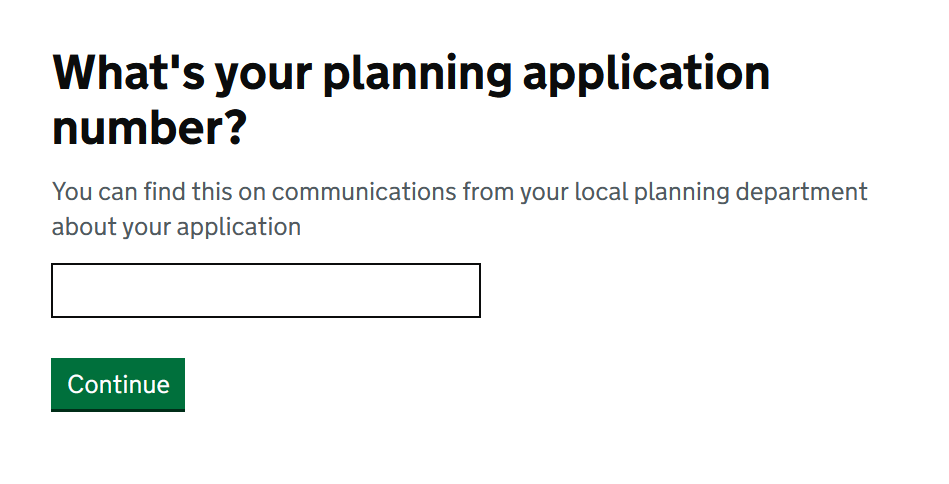 What's your planning application
number?
You can find this on communications from your local planning department
about your application
Continue